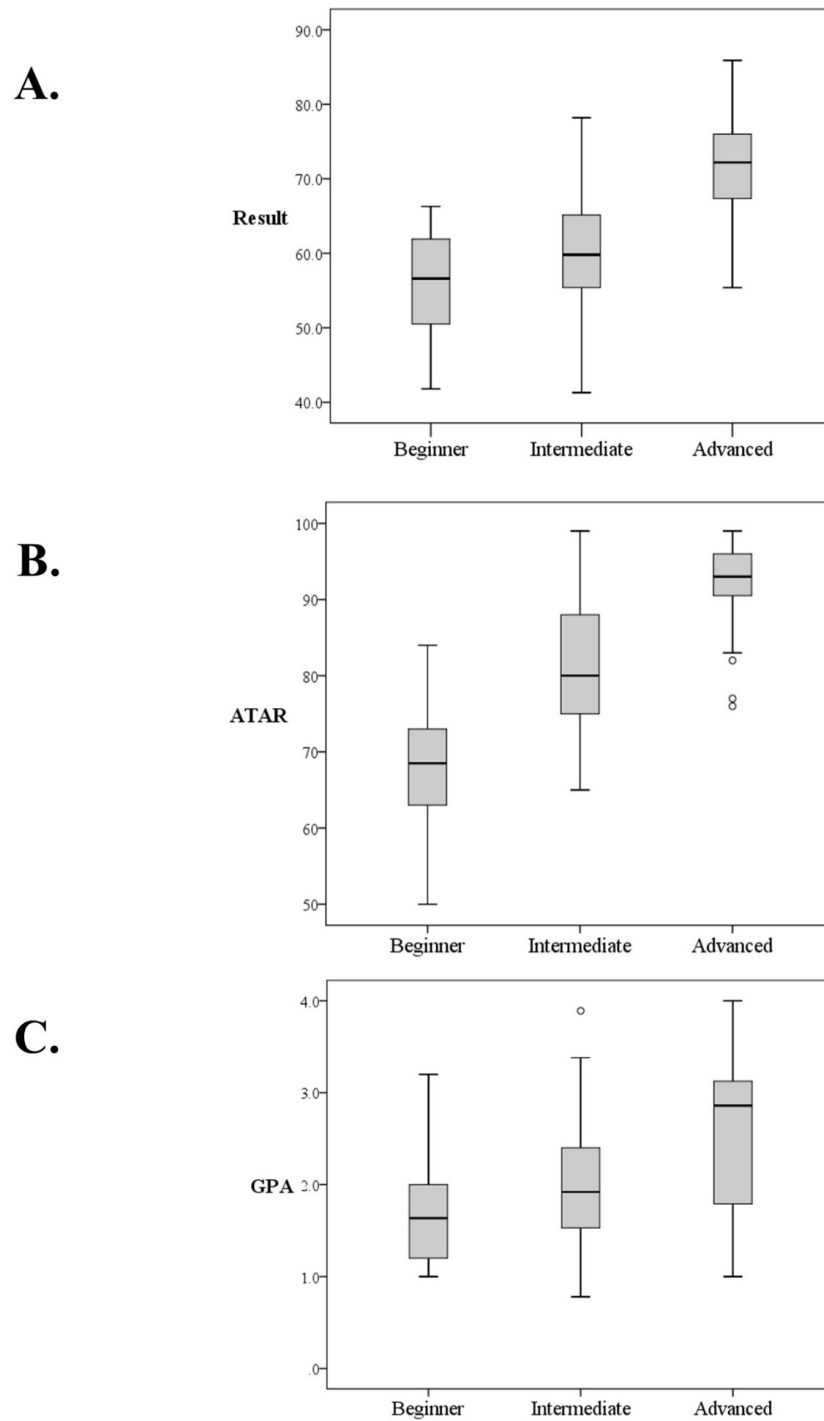 A.
90.0
80.0
70.0
Result
60.0
50.0
40.0
Beginner Intermediate Advanced
B.
100
90
80
ATAR
70
60
50
Beginner Intermediate Advanced
C.
4.0
3.0
GPA 2.0
1.0
.0
Beginner Intermediate Advanced